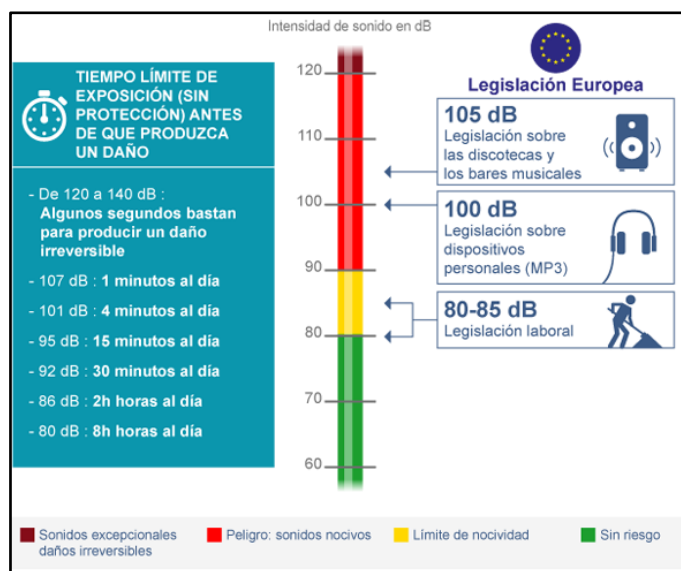 Intensidad de sonido en dB
TIEMPO LÍMITE DE
EXPOSICIÓN (SIN
PROTECCIÓN) ANTES
DE QUE PRODUZCA
UN DAÑO
- De 120 a 140 dB :
Algunos segundos bastan
para producir un daño
irreversible
- 107 dB : 1 minutos al día
- 101 dB : 4 minutos al día
- 95 dB : 15 minutos al día
- 92 dB : 30 minutos al día
- 86 dB : 2h horas al día
- 80 dB : 8h horas al día
120
110
100
90
80
70
60
Legislación Europea
105 dB
Legislación sobre
las discotecas y
los bares musicales
100 dB
Legislación sobre
dispositivos
personales (MP3)
80-85 dB
Legislación laboral
Sonidos excepcionales
daños irreversibles
Peligro: sonidos nocivos
Límite de nocividad
Sin riesgo